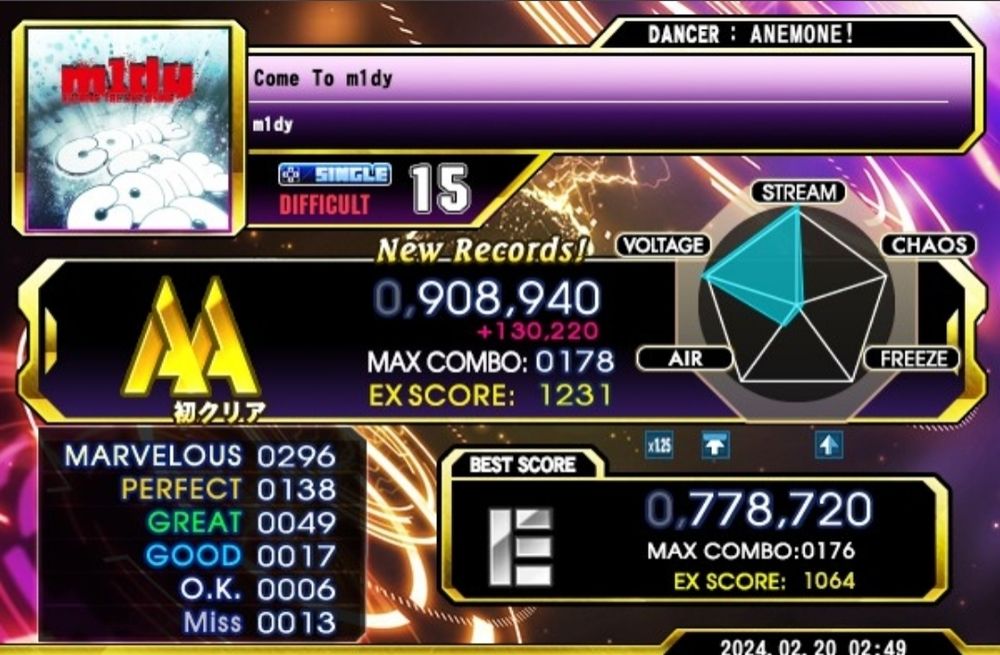 DANCER : ANEMONE!
m1dy
Come To m1dy
m1dy
SINGLE
DIFFICULT
15
STREAM
VOLTAGE
CHAOS
AIR
FREEZE
New Records!
AA
初クリア
0,908,940
+130,220
MAX COMBO: 0178
EX SCORE: 1231
MARVELOUS 0296
PERFECT 0138
GREAT 0049
GOOD 0017
O.K. 0006
Miss 0013
x1.25
BEST SCORE
E
0,778,720
MAX COMBO:0176
EX SCORE: 1064
2024.02.20 02:49